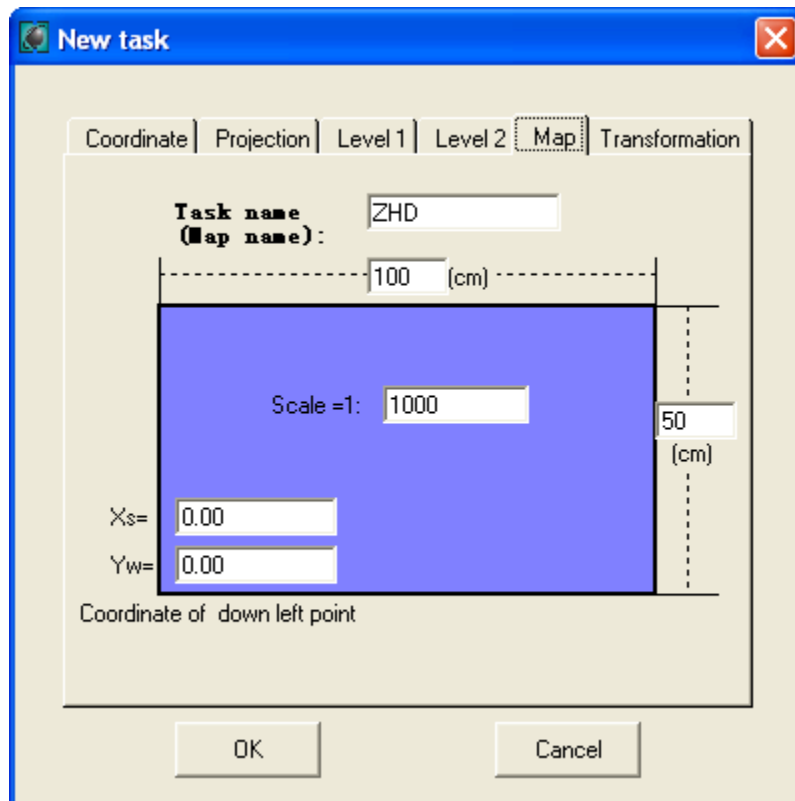 New task
Coordinate Projection Level 1 Level 2 Map Transformation
Task name ZHD
(Map name):
100 (cm)
Scale =1: 1000
50
(cm)
Xs= 0.00
Yw= 0.00
Coordinate of down left point
OK Cancel